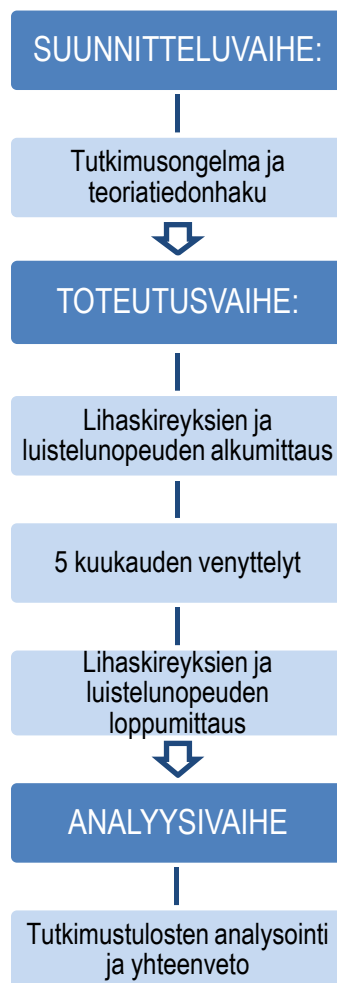 SUUNNITTELUVAIHE:
Tutkimusongelma ja
teoriatiedonhaku
TOTEUTUSVAIHE:
Lihaskireyksien ja
luistelunopeuden alkumittaus
5 kuukauden venyttelyt
Lihaskireyksien ja
luistelunopeuden
loppumittaus
ANALYYSIVAIHE
Tutkimustulosten analysointi
ja yhteenveto